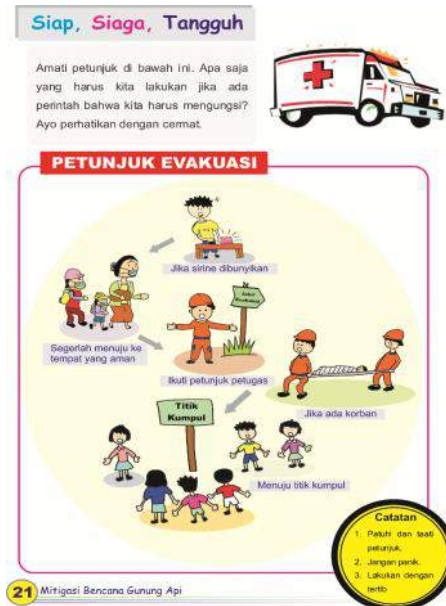 Siap, Siaga, Tangguh
Amati petunjuk di bawah ini. Apa saja
yang harus kita lakukan jika ada
perintah bahwa kita harus mengungsi?
Ayo perhatikan dengan cermat.
PETUNJUK EVAKUASI
Jika sirine dibunyikan
Segerlah menuju ke
tempat yang aman
Jalur
Evakuasi
Ikuti petunjuk petugas
Jika ada korban
Titik
Kumpul
Menuju titik kumpul
Catatan
1. Patuhi dan taati
petunjuk.
2. Jangan panik.
3. Lakukan dengan
tertib
21 Mitigasi Bencana Gunung Api